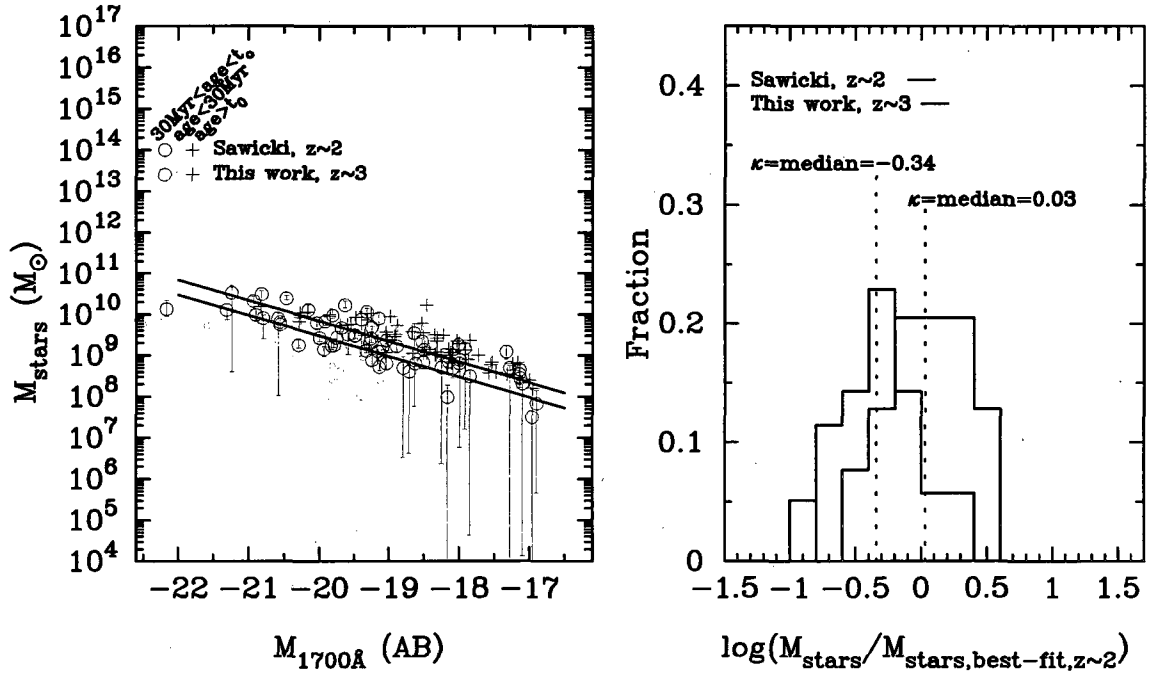 10^17
10^16
10^15
10^14
10^13
10^12
10^11
10^10
10^9
10^8
10^7
10^6
10^5
10^4
M_stars (M_⊙)
30Myr<age<t_o
age<30Myr
age>t_0
Sawicki, z~2
This work, z~3
−22 −21 −20 −19 −18 −17
M_1700Å (AB)
0.4
0.3
0.2
0.1
0
Fraction
Sawicki, z~2
This work, z~3
κ=median=−0.34
κ=median=0.03
−1.5 −1 −0.5 0 0.5 1 1.5
log(M_stars/M_stars,best−fit,z~2)